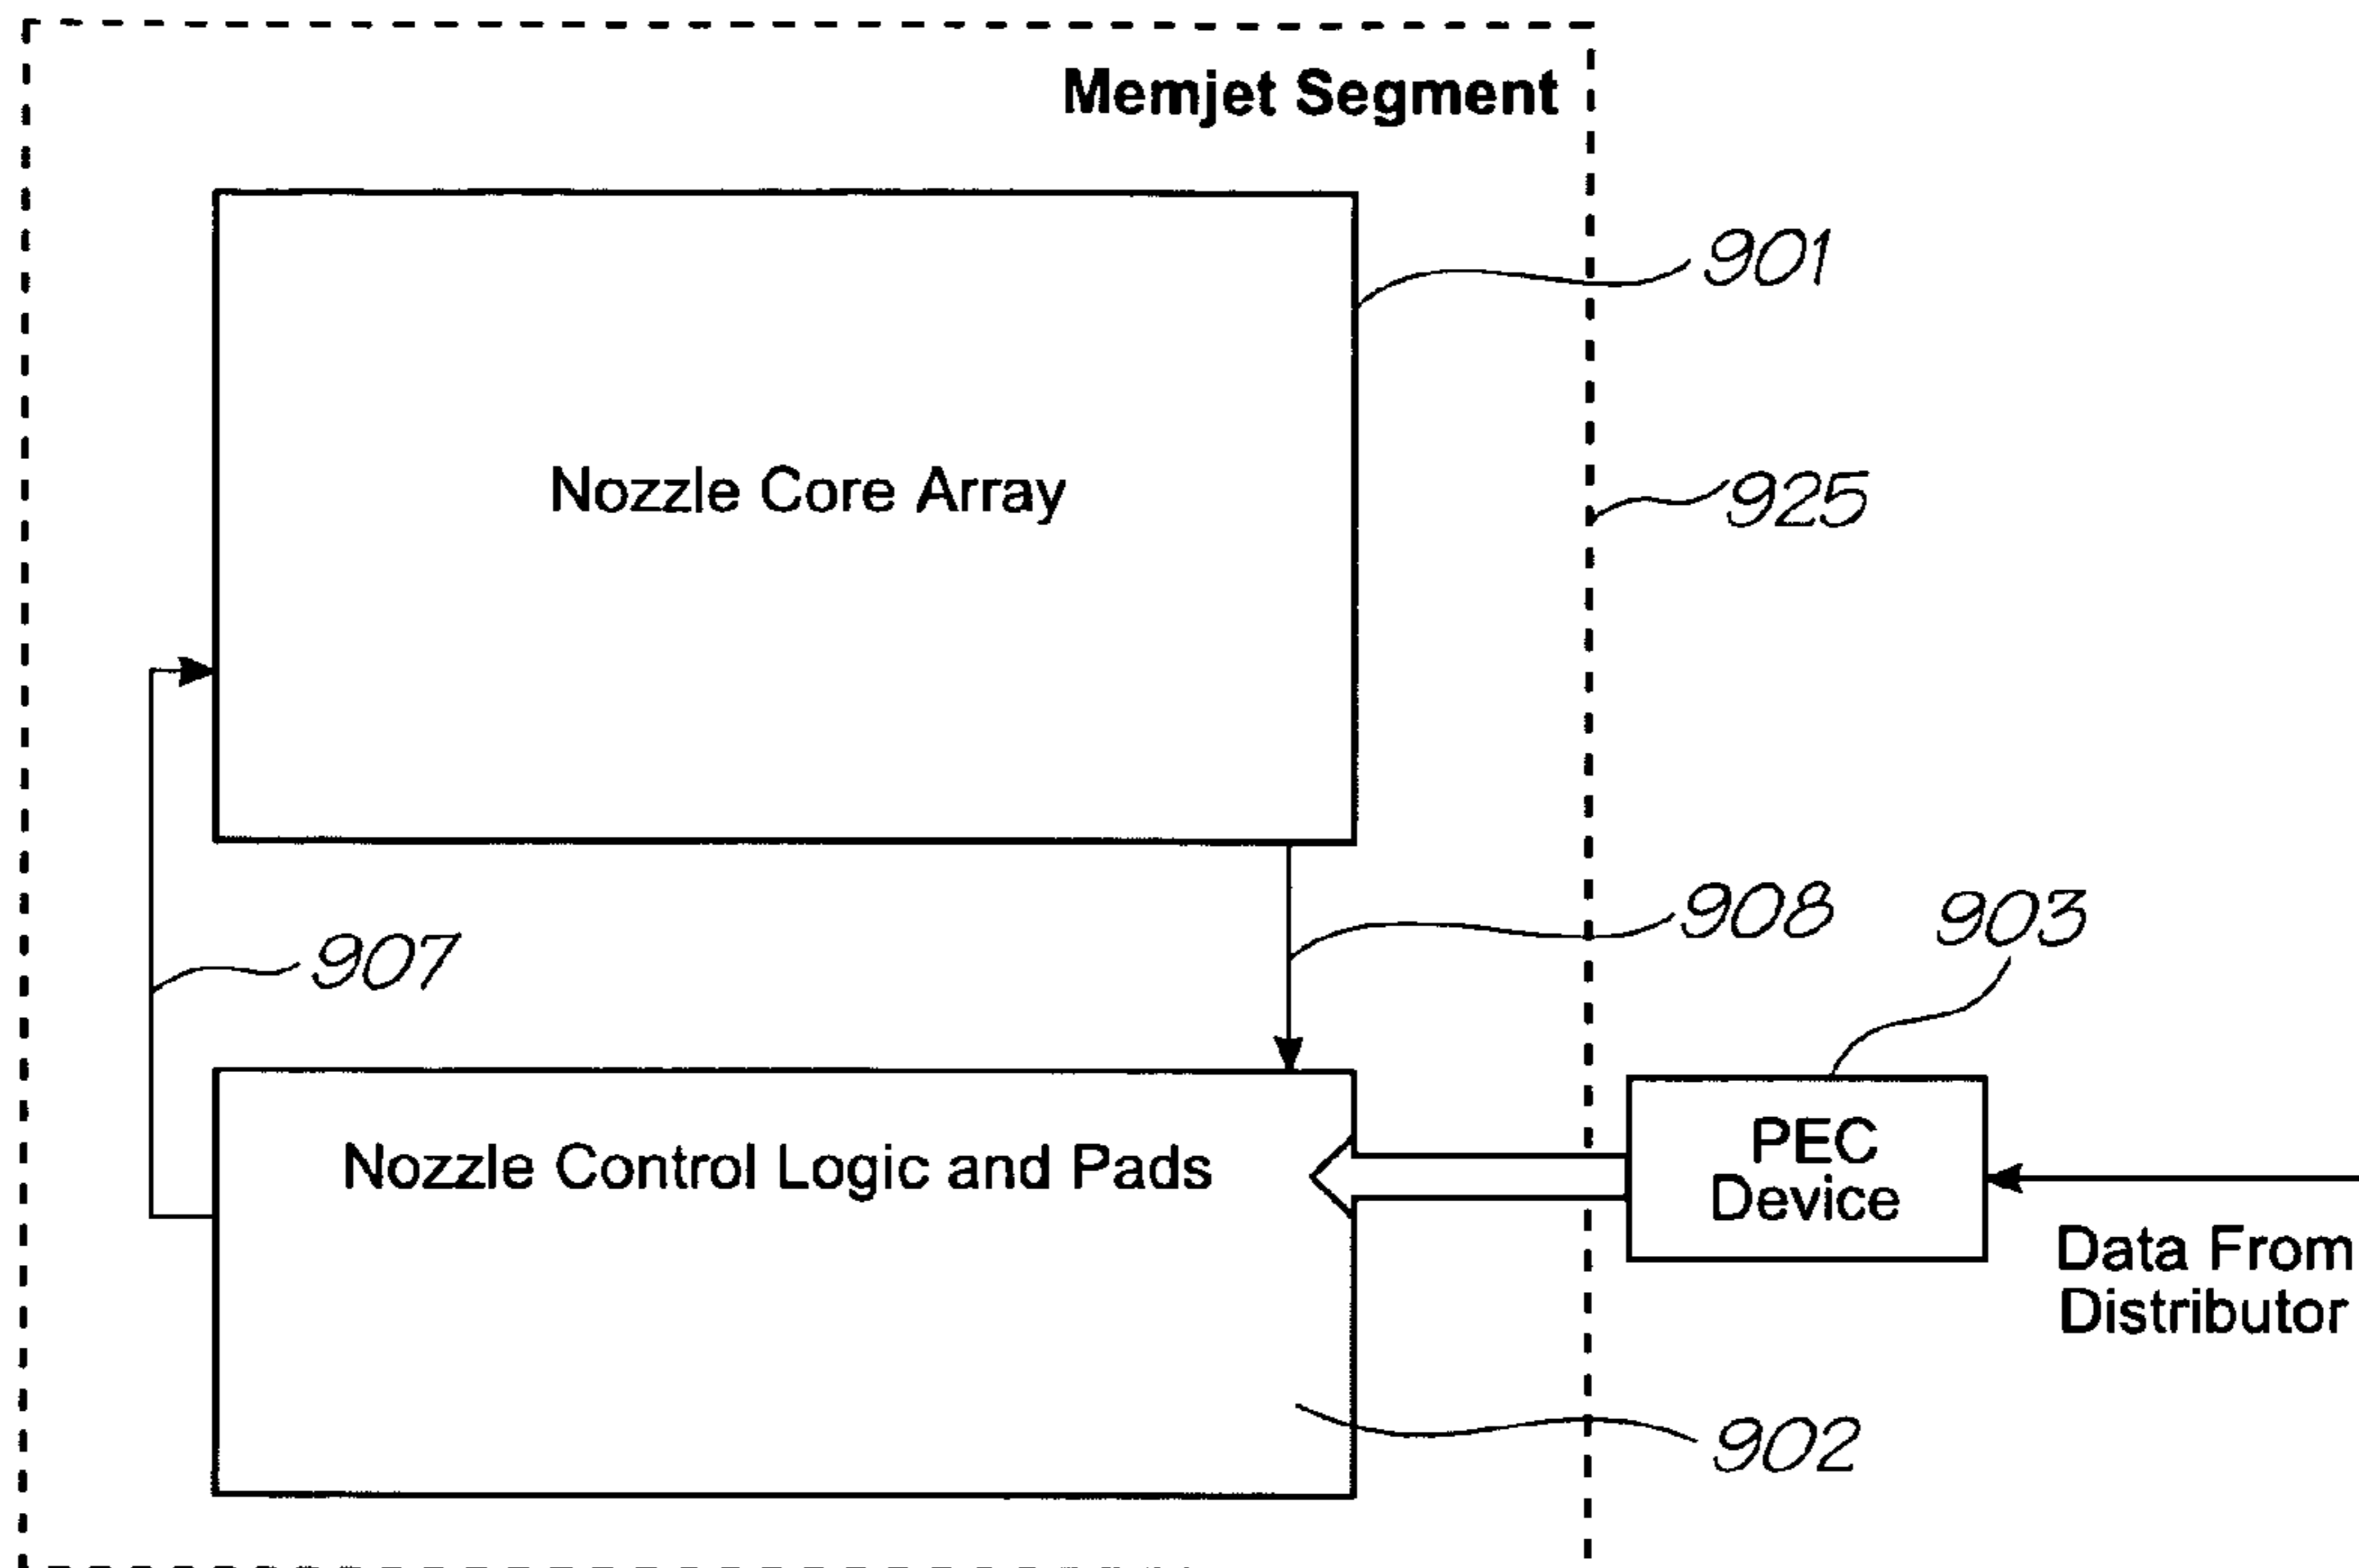 Memjet Segment
901
Nozzle Core Array
925
908
903
907
PEC
Device
Nozzle Control Logic and Pads
Data From
Distributor
902